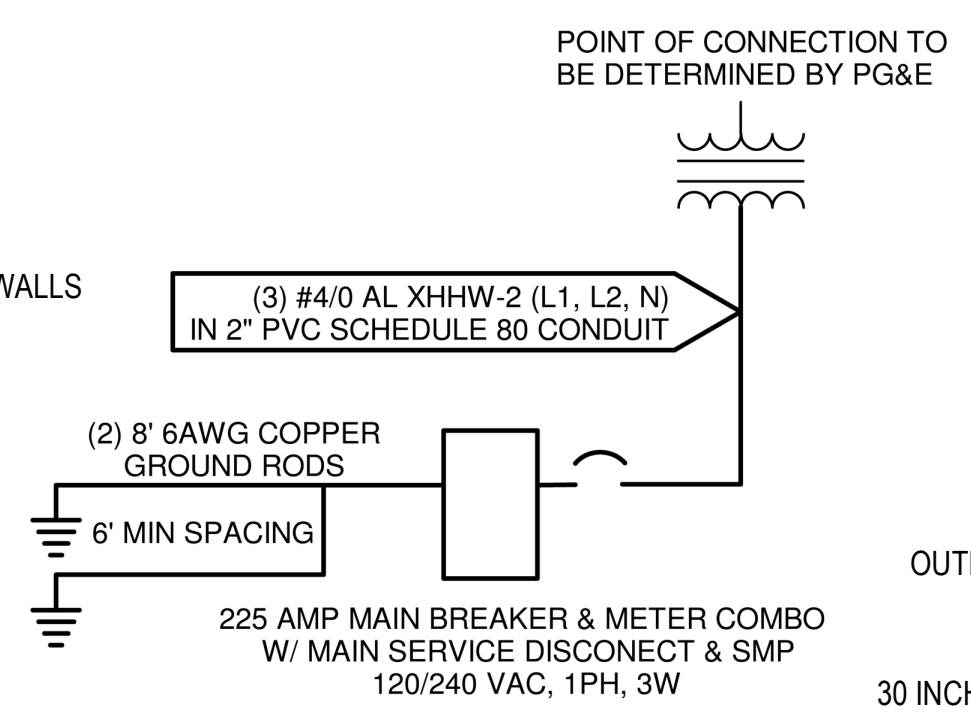 POINT OF CONNECTION TO
BE DETERMINED BY PG&E
WALLS
(3) #4/0 AL XHHW-2 (L1, L2, N)
IN 2" PVC SCHEDULE 80 CONDUIT
(2) 8' 6AWG COPPER
GROUND RODS
6' MIN SPACING
225 AMP MAIN BREAKER & METER COMBO
W/ MAIN SERVICE DISCONECT & SMP
120/240 VAC, 1PH, 3W
30